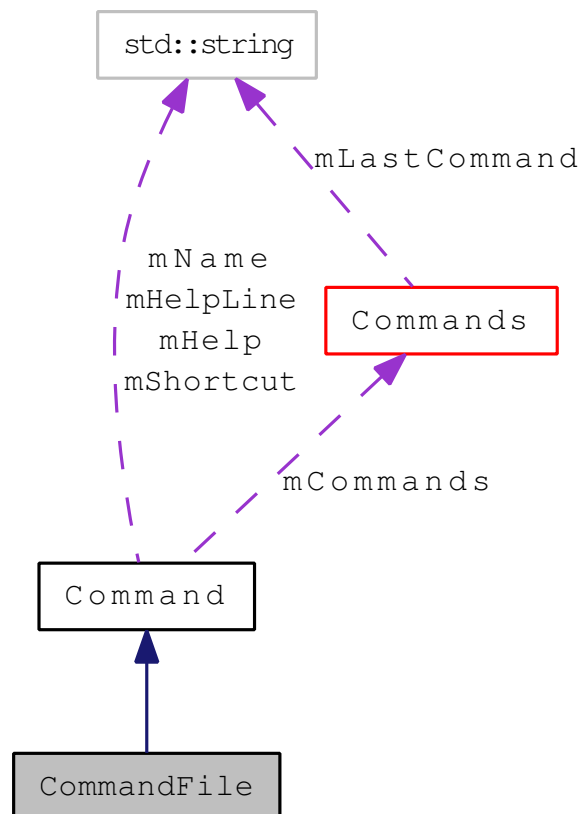 std::string
mLastCommand
mName
mHelpLine
mHelp
mShortcut
Commands
mCommands
Command
CommandFile